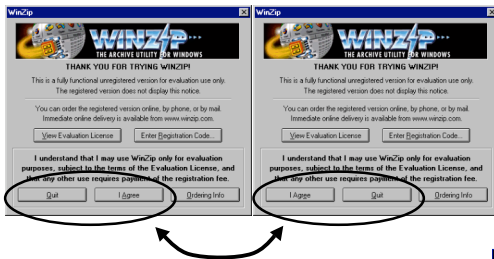 WinZip
WINZIP
THE ARCHIVE UTILITY FOR WINDOWS
THANK YOU FOR TRYING WINZIP!
This is a fully functional unregistered version for evaluation use only.
The registered version does not display this notice.
You can order the registered version online, by phone, or by mail.
Immediate online delivery is available from www.winzip.com.
View Evaluation License
Enter Registration Code...
I understand that I may use WinZip only for evaluation
purposes, subject to the terms of the Evaluation License, and
that any other use requires payment of the registration fee.
Quit
I Agree
Ordering Info
WinZip
WINZIP
THE ARCHIVE UTILITY FOR WINDOWS
THANK YOU FOR TRYING WINZIP!
This is a fully functional unregistered version for evaluation use only.
The registered version does not display this notice.
You can order the registered version online, by phone, or by mail.
Immediate online delivery is available from www.winzip.com.
View Evaluation License
Enter Registration Code...
I understand that I may use WinZip only for evaluation
purposes, subject to the terms of the Evaluation License, and
that any other use requires payment of the registration fee.
I Agree
Quit
Ordering Info